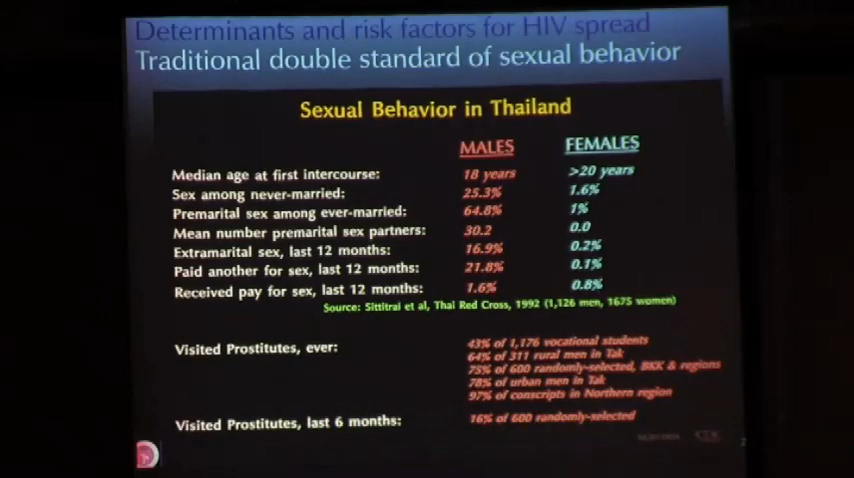 Determinants and risk factors for HIV spread
Traditional double standard of sexual behavior
Sexual Behavior in Thailand
MALES FEMALES
Median age at first intercourse: 18 years >20 years
Sex among never-married: 25.3% 1.6%
Premarital sex among ever-married: 64.8% 1%
Mean number premarital sex partners: 30.2 0.0
Extramarital sex, last 12 months: 16.9% 0.2%
Paid another for sex, last 12 months: 21.8% 0.1%
Received pay for sex, last 12 months: 1.6% 0.8%
Source: Sittitrai et al, Thai Red Cross, 1992 (1,126 men, 1675 women)
Visited Prostitutes, ever: 43% of 1,176 vocational students
64% of 311 rural men in Tak
75% of 600 randomly-selected, BKK & regions
78% of urban men in Tak
97% of conscripts in Northern region
Visited Prostitutes, last 6 months: 16% of 600 randomly-selected